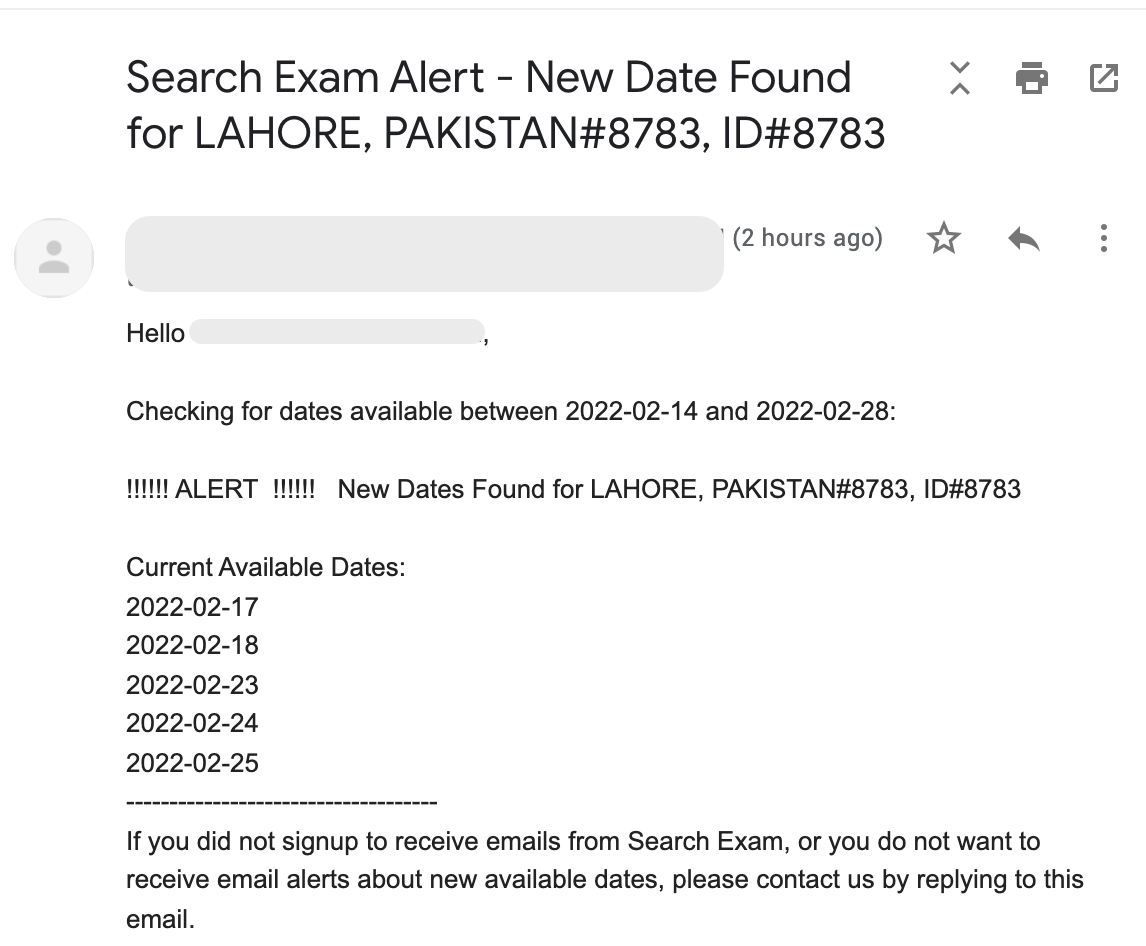 Search Exam Alert - New Date Found
for LAHORE, PAKISTAN#8783, ID#8783
(2 hours ago)
Hello ,
Checking for dates available between 2022-02-14 and 2022-02-28:
!!!!!! ALERT  !!!!!!   New Dates Found for LAHORE, PAKISTAN#8783, ID#8783
Current Available Dates:
2022-02-17
2022-02-18
2022-02-23
2022-02-24
2022-02-25
------------------------------------
If you did not signup to receive emails from Search Exam, or you do not want to
receive email alerts about new available dates, please contact us by replying to this
email.